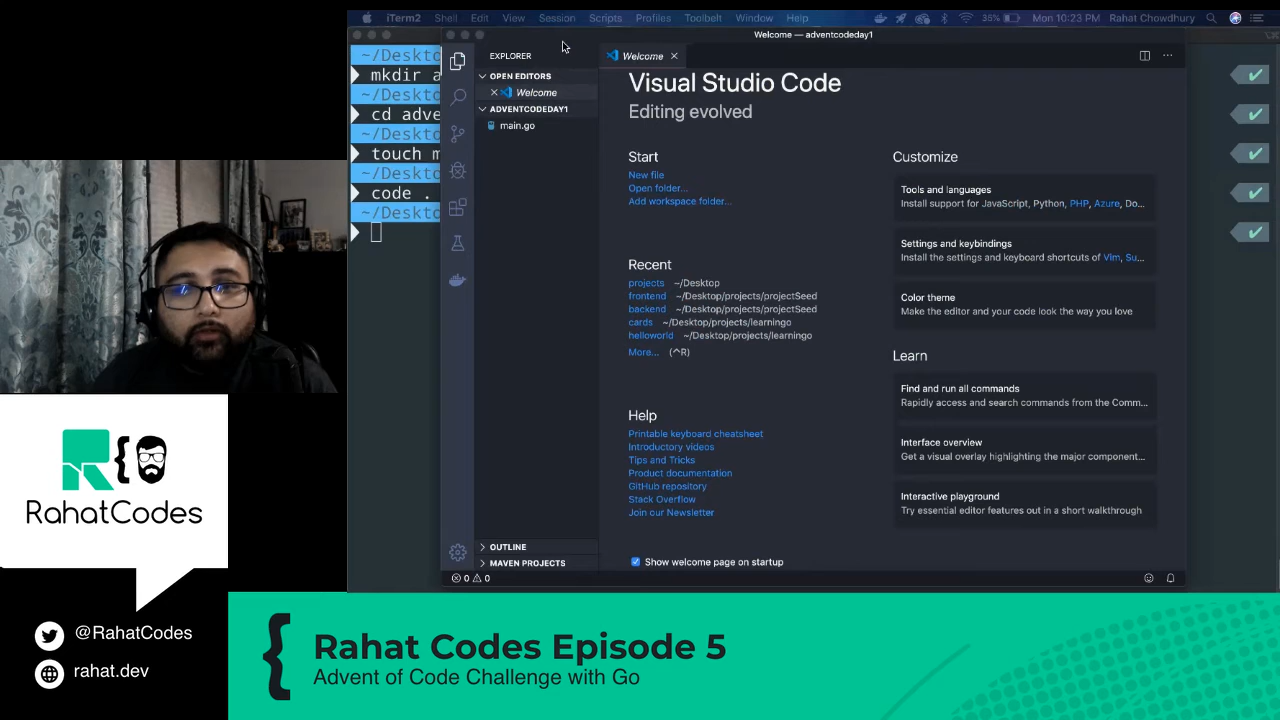 iTerm2 Shell Edit View Session Scripts Profiles Toolbelt Window Help 35% Mon 10:23 PM Rahat Chowdhury
Welcome — adventcodeday1
~/Deskto
mkdir a
~/Deskto
cd adve
~/Deskto
touch m
~/Deskto
code .
~/Deskto
EXPLORER
OPEN EDITORS
Welcome
ADVENTCODEDAY1
main.go
OUTLINE
MAVEN PROJECTS
0 0
Welcome
Visual Studio Code
Editing evolved
Start
New file
Open folder...
Add workspace folder...
Recent
projects ~/Desktop
frontend ~/Desktop/projects/projectSeed
backend ~/Desktop/projects/projectSeed
cards ~/Desktop/projects/learningo
helloworld ~/Desktop/projects/learningo
More... (^R)
Help
Printable keyboard cheatsheet
Introductory videos
Tips and Tricks
Product documentation
GitHub repository
Stack Overflow
Join our Newsletter
Show welcome page on startup
Customize
Tools and languages
Install support for JavaScript, Python, PHP, Azure, Do...
Settings and keybindings
Install the settings and keyboard shortcuts of Vim, Su...
Color theme
Make the editor and your code look the way you love
Learn
Find and run all commands
Rapidly access and search commands from the Comm...
Interface overview
Get a visual overlay highlighting the major component...
Interactive playground
Try essential editor features out in a short walkthrough
R{
RahatCodes
@RahatCodes
rahat.dev
{ Rahat Codes Episode 5
Advent of Code Challenge with Go